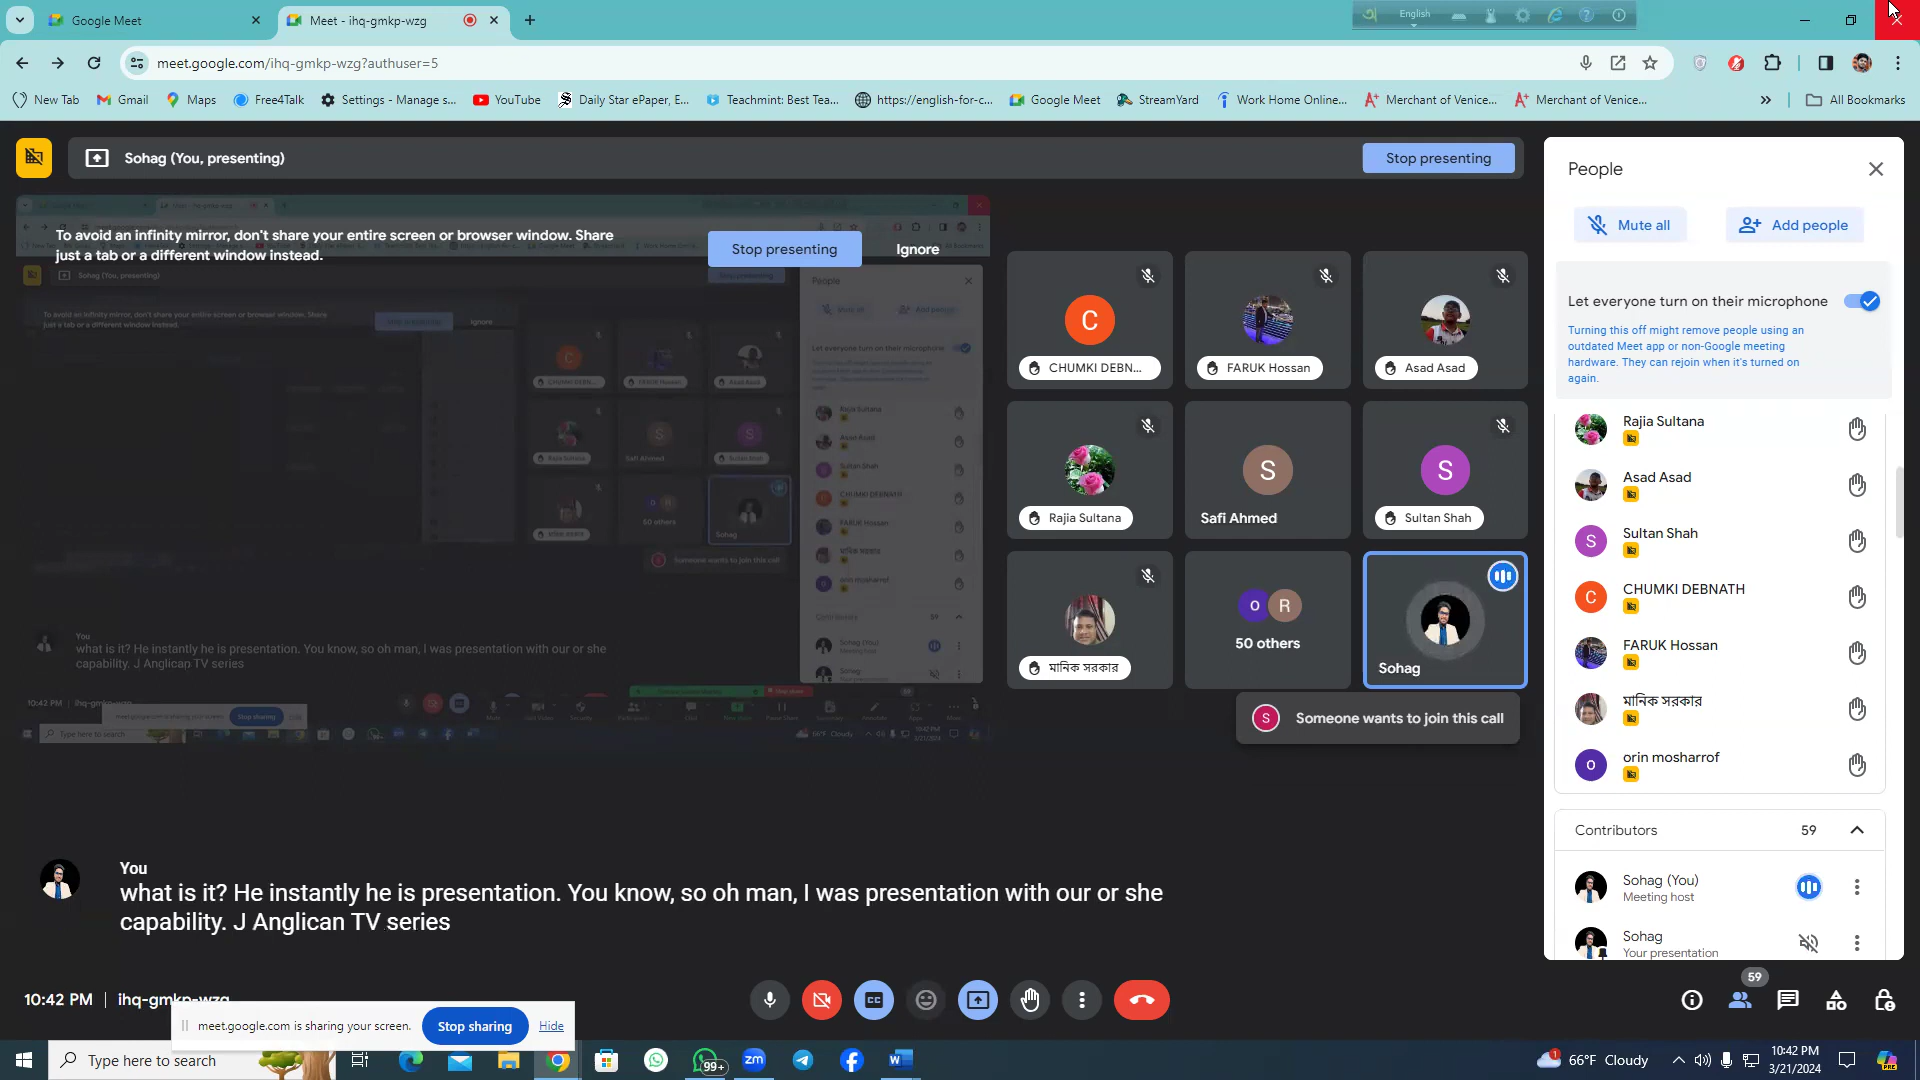 Google Meet
Meet - ihq-gmkp-wzg
English
meet.google.com/ihq-gmkp-wzg?authuser=5
New Tab
Gmail
Maps
Free4Talk
Settings - Manage s...
YouTube
Daily Star ePaper, E...
Teachmint: Best Tea...
https://english-for-c...
Google Meet
StreamYard
Work Home Online...
Merchant of Venice...
Merchant of Venice...
All Bookmarks
Sohag (You, presenting)
Stop presenting
To avoid an infinity mirror, don't share your entire screen or browser window. Share
just a tab or a different window instead.
Stop presenting
Ignore
C
CHUMKI DEBN...
FARUK Hossan
Asad Asad
Rajia Sultana
S
Safi Ahmed
S
Sultan Shah
মানিক সরকার
o R
50 others
Sohag
S
Someone wants to join this call
People
Mute all
Add people
Let everyone turn on their microphone
Turning this off might remove people using an
outdated Meet app or non-Google meeting
hardware. They can rejoin when it's turned on
again.
Rajia Sultana
Asad Asad
S
Sultan Shah
C
CHUMKI DEBNATH
FARUK Hossan
মানিক সরকার
o
orin mosharrof
Contributors
59
Sohag (You)
Meeting host
Sohag
Your presentation
You
what is it? He instantly he is presentation. You know, so oh man, I was presentation with our or she
capability. J Anglican TV series
10:42 PM
ihq-gmkp-wzg
CC
59
meet.google.com is sharing your screen.
Stop sharing
Hide
Type here to search
99+
zm
66°F Cloudy
10:42 PM
3/21/2024